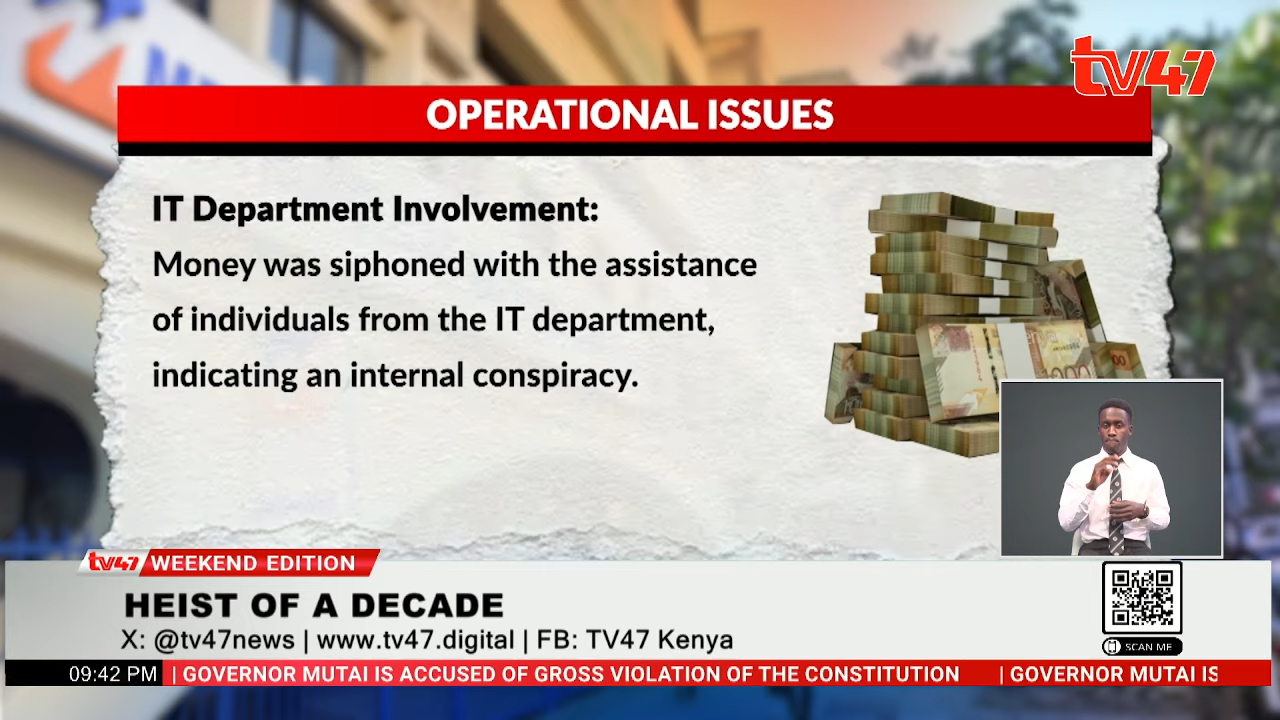 tv47
OPERATIONAL ISSUES
IT Department Involvement:
Money was siphoned with the assistance
of individuals from the IT department,
indicating an internal conspiracy.
1000
tv47 WEEKEND EDITION
HEIST OF A DECADE
X: @tv47news | www.tv47.digital | FB: TV47 Kenya
SCAN ME
09:42 PM | GOVERNOR MUTAI IS ACCUSED OF GROSS VIOLATION OF THE CONSTITUTION | GOVERNOR MUTAI IS